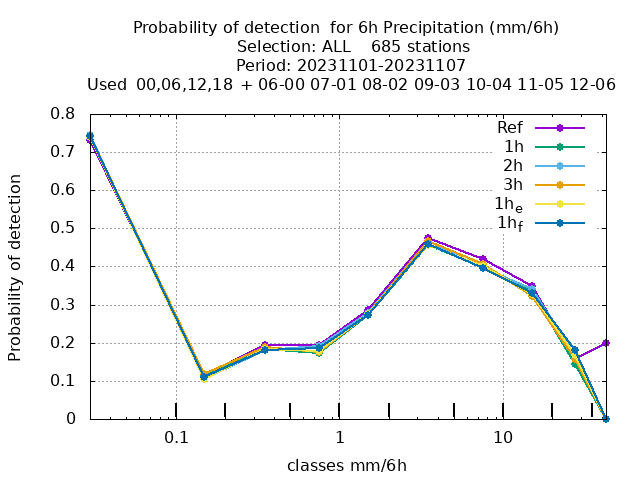 Probability of detection  for 6h Precipitation (mm/6h)
Selection: ALL    685 stations
Period: 20231101-20231107
Used  00,06,12,18  + 06-00 07-01 08-02 09-03 10-04 11-05 12-06
0.8
0.7
0.6
0.5
0.4
0.3
0.2
0.1
0
Probability of detection
Ref
1h
2h
3h
1h_e
1h_f
0.1 1 10
classes mm/6h